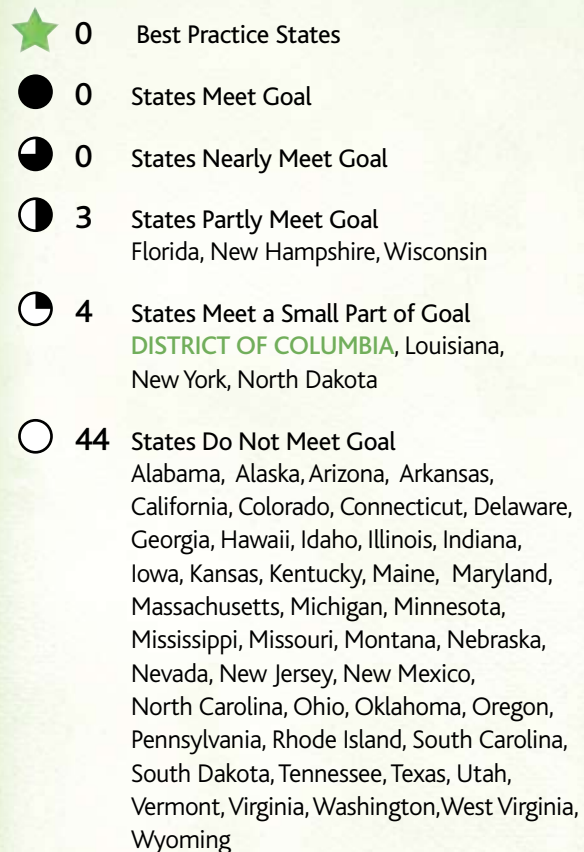 0 Best Practice States
0 States Meet Goal
0 States Nearly Meet Goal
3 States Partly Meet Goal
Florida, New Hampshire, Wisconsin
4 States Meet a Small Part of Goal
DISTRICT OF COLUMBIA, Louisiana,
New York, North Dakota
44 States Do Not Meet Goal
Alabama, Alaska, Arizona, Arkansas,
California, Colorado, Connecticut, Delaware,
Georgia, Hawaii, Idaho, Illinois, Indiana,
Iowa, Kansas, Kentucky, Maine, Maryland,
Massachusetts, Michigan, Minnesota,
Mississippi, Missouri, Montana, Nebraska,
Nevada, New Jersey, New Mexico,
North Carolina, Ohio, Oklahoma, Oregon,
Pennsylvania, Rhode Island, South Carolina,
South Dakota, Tennessee, Texas, Utah,
Vermont, Virginia, Washington,West Virginia,
Wyoming